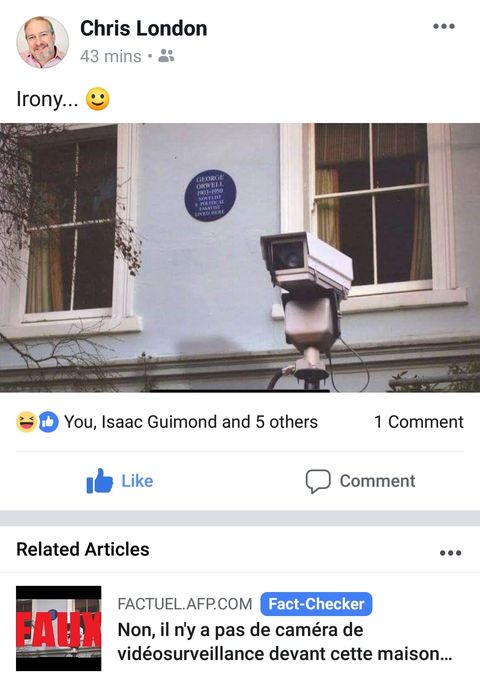 Chris London
43 mins
Irony...
GEORGE
ORWELL
1903-1950
NOVELIST
& POLITICAL
ESSAYIST
LIVED HERE
You, Isaac Guimond and 5 others
1 Comment
Like
Comment
Related Articles
FAUX
FACTUEL.AFP.COM Fact-Checker
Non, il n'y a pas de caméra de
vidéosurveillance devant cette maison...